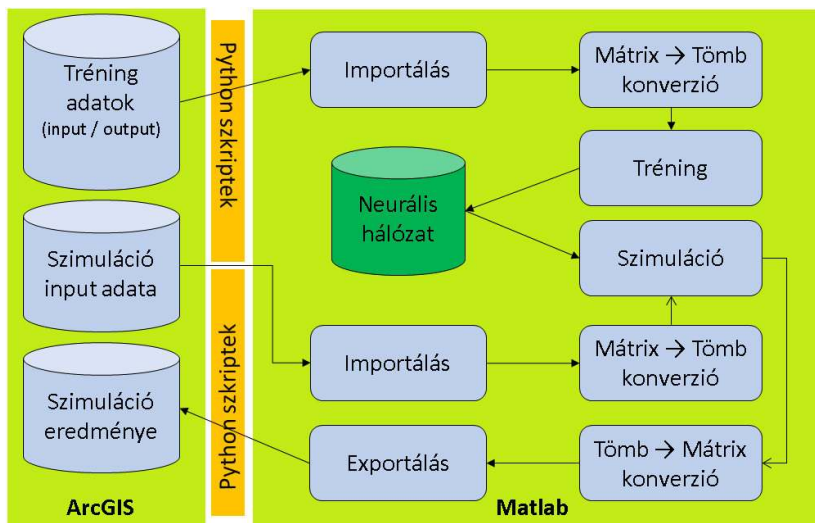 Tréning
adatok
(input / output)
Szimuláció
input adata
Szimuláció
eredménye
ArcGIS
Python szkriptek
Python szkriptek
Importálás
Mátrix → Tömb
konverzió
Tréning
Neurális
hálózat
Szimuláció
Importálás
Mátrix → Tömb
konverzió
Exportálás
Tömb → Mátrix
konverzió
Matlab